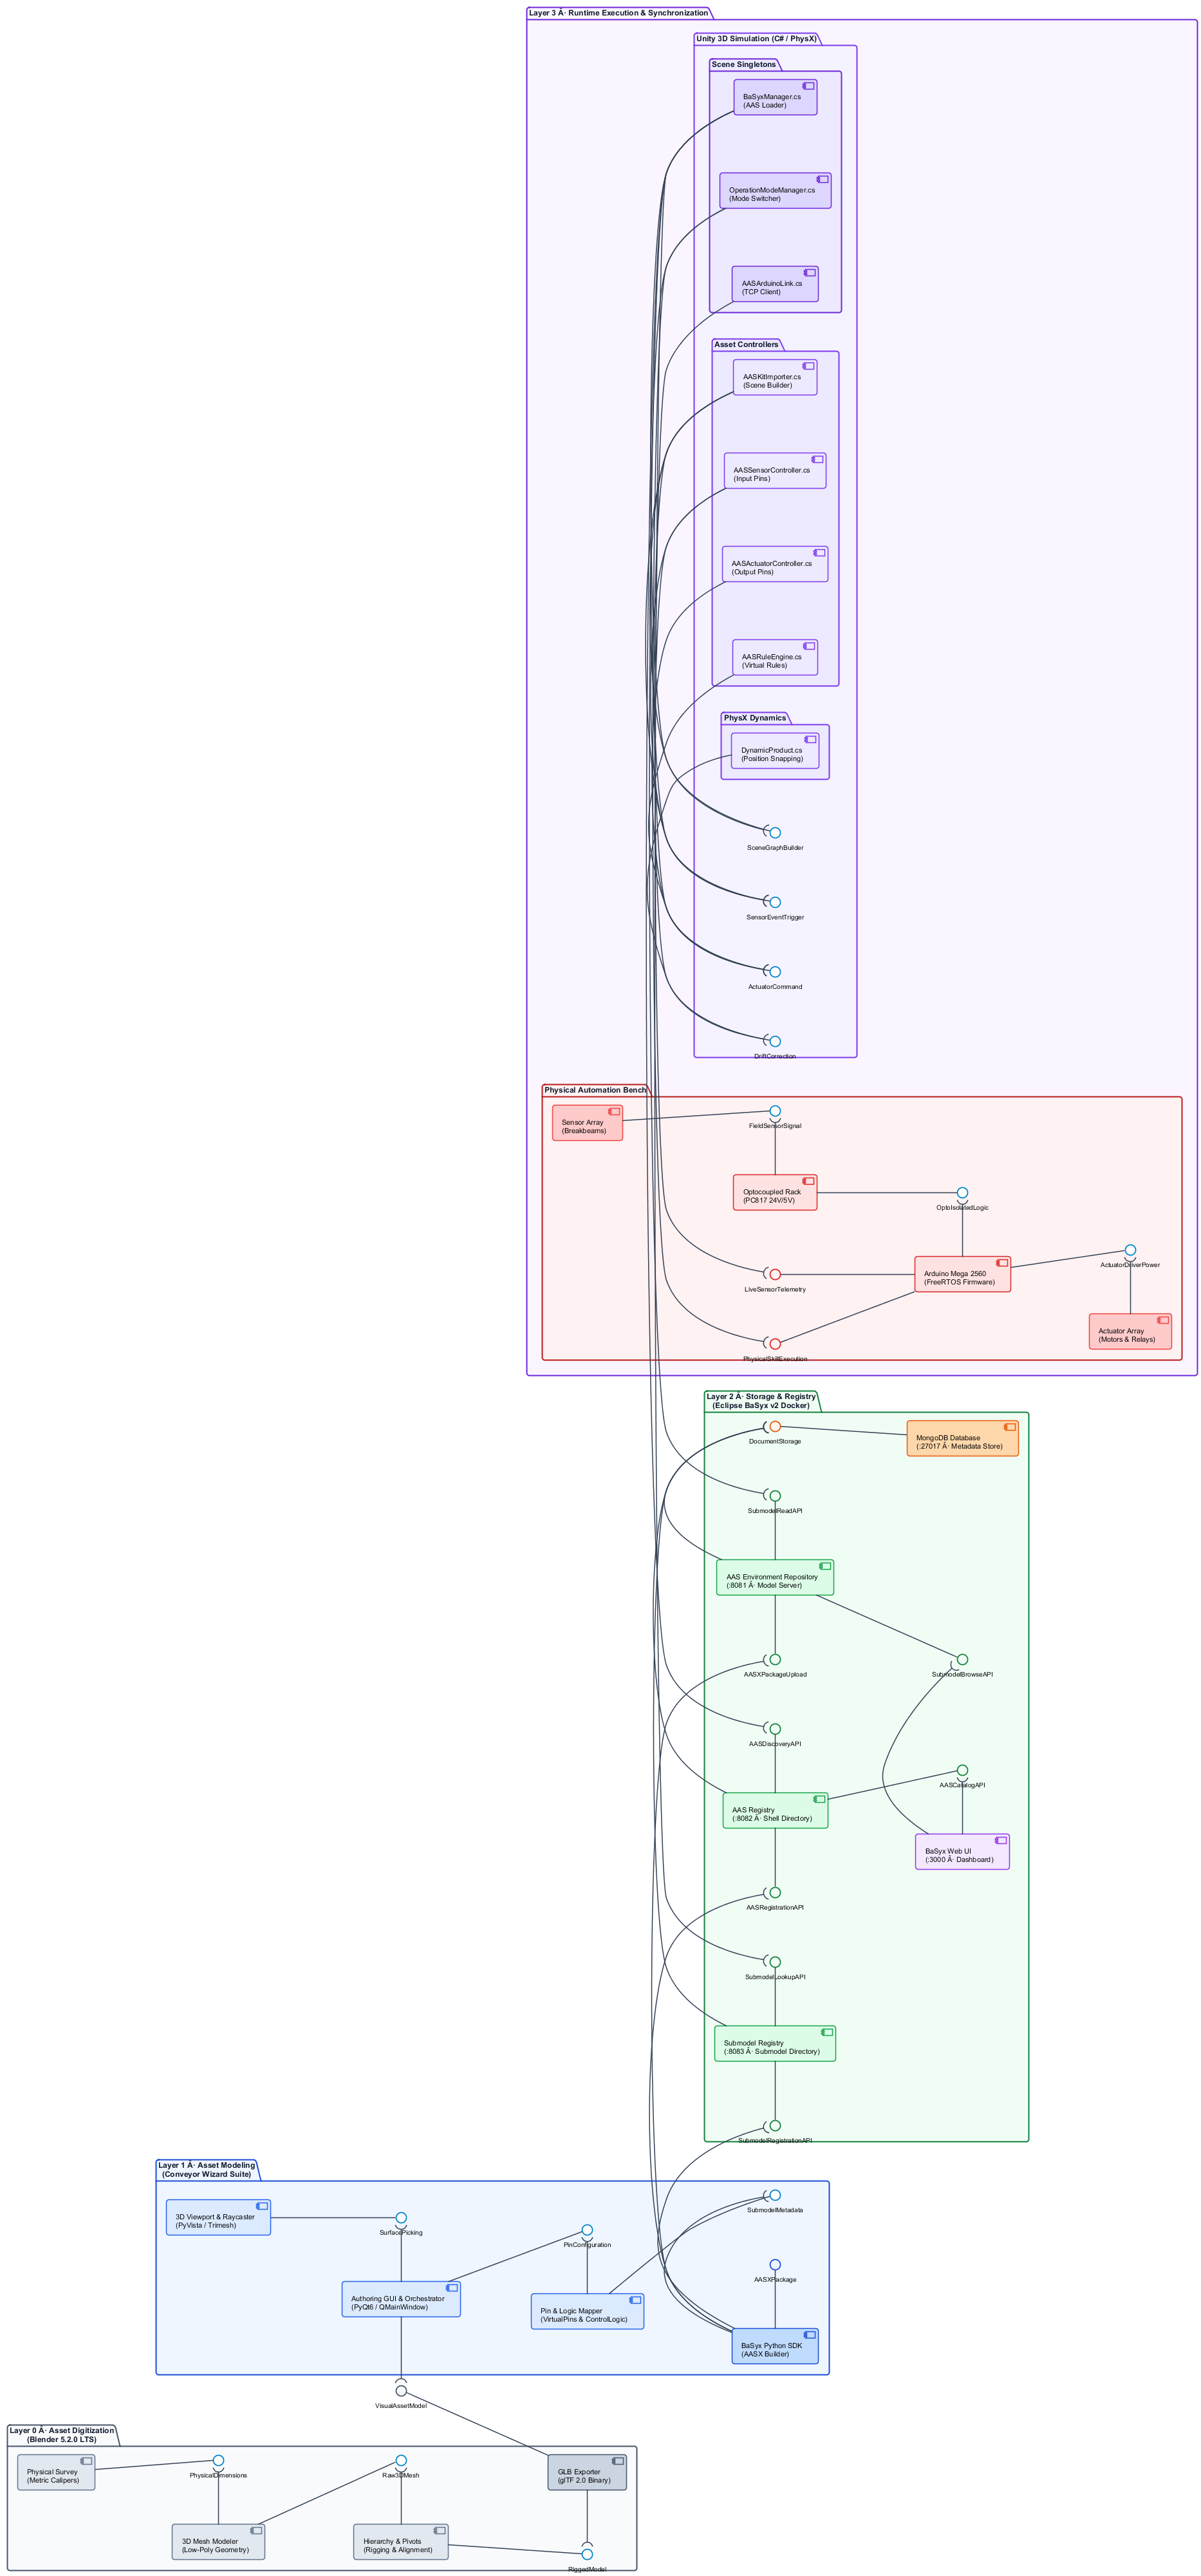 Layer 3 Â· Runtime Execution & Synchronization
Unity 3D Simulation (C# / PhysX)
Scene Singletons
BaSyxManager.cs
(AAS Loader)
OperationModeManager.cs
(Mode Switcher)
AASArduinoLink.cs
(TCP Client)
Asset Controllers
AASKitImporter.cs
(Scene Builder)
AASSensorController.cs
(Input Pins)
AASActuatorController.cs
(Output Pins)
AASRuleEngine.cs
(Virtual Rules)
PhysX Dynamics
DynamicProduct.cs
(Position Snapping)
SceneGraphBuilder
SensorEventTrigger
ActuatorCommand
DriftCorrection
Physical Automation Bench
Sensor Array
(Breakbeams)
FieldSensorSignal
Optocoupled Rack
(PC817 24V/5V)
OptoIsolatedLogic
Arduino Mega 2560
(FreeRTOS Firmware)
ActuatorDriverPower
LiveSensorTelemetry
Actuator Array
(Motors & Relays)
PhysicalSkillExecution
Layer 2 Â· Storage & Registry
(Eclipse BaSyx v2 Docker)
DocumentStorage
MongoDB Database
(:27017 Â· Metadata Store)
SubmodelReadAPI
AAS Environment Repository
(:8081 Â· Model Server)
AASXPackageUpload
SubmodelBrowseAPI
AASDiscoveryAPI
AASCatalogAPI
AAS Registry
(:8082 Â· Shell Directory)
BaSyx Web UI
(:3000 Â· Dashboard)
AASRegistrationAPI
SubmodelLookupAPI
Submodel Registry
(:8083 Â· Submodel Directory)
SubmodelRegistrationAPI
Layer 1 Â· Asset Modeling
(Conveyor Wizard Suite)
3D Viewport & Raycaster
(PyVista / Trimesh)
SurfacePicking
PinConfiguration
SubmodelMetadata
AASXPackage
Authoring GUI & Orchestrator
(PyQt6 / QMainWindow)
Pin & Logic Mapper
(VirtualPins & ControlLogic)
BaSyx Python SDK
(AASX Builder)
VisualAssetModel
Layer 0 Â· Asset Digitization
(Blender 5.2.0 LTS)
Physical Survey
(Metric Calipers)
PhysicalDimensions
Raw3DMesh
GLB Exporter
(glTF 2.0 Binary)
3D Mesh Modeler
(Low-Poly Geometry)
Hierarchy & Pivots
(Rigging & Alignment)
RiggedModel